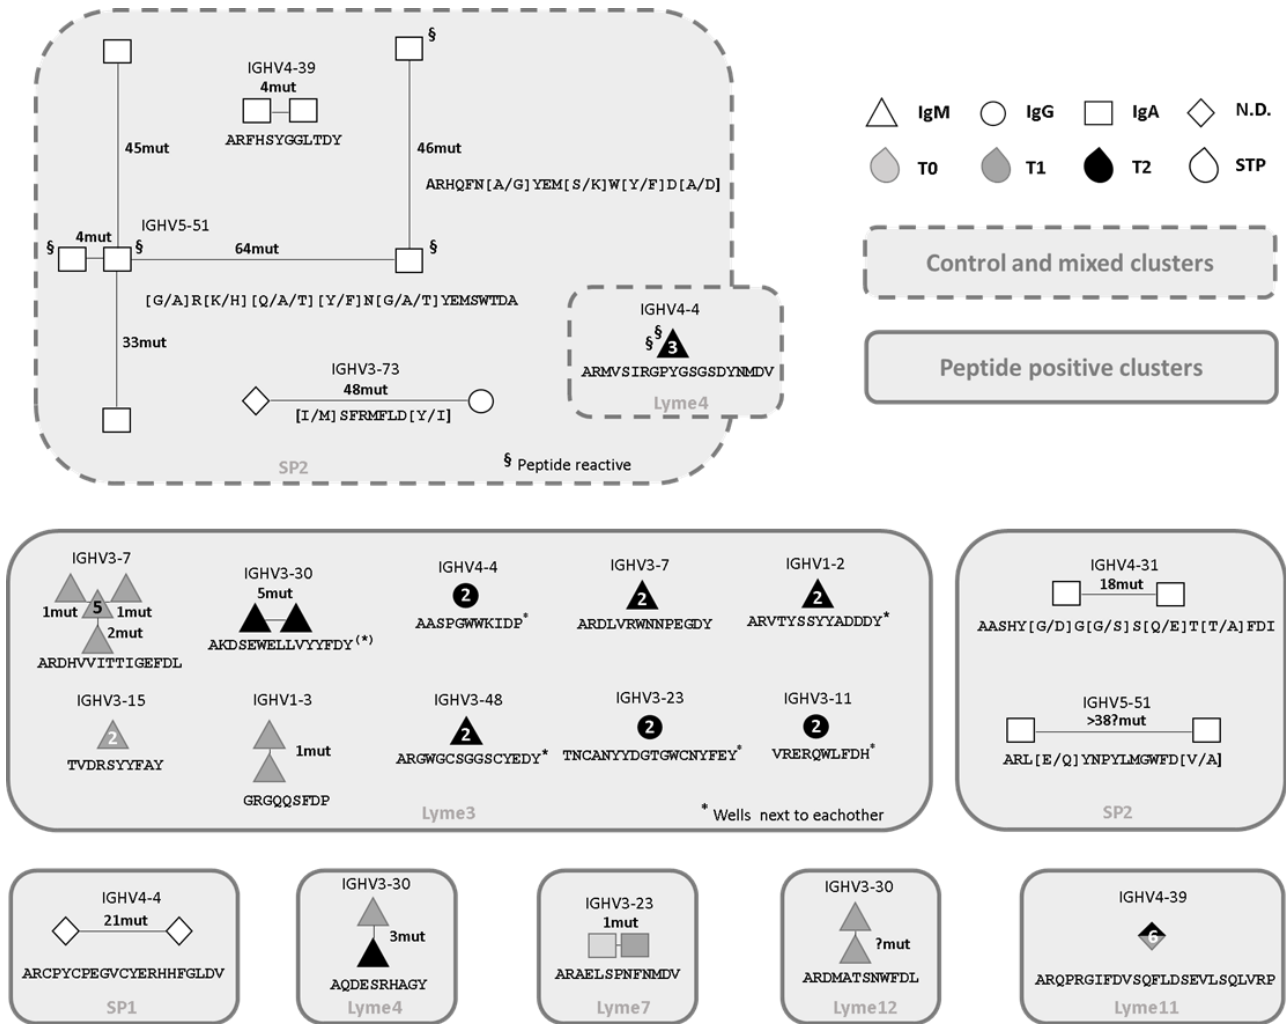 §
IGHV4-39
4mut
ARFHSYGGLTDY
45mut
46mut
ARHQFN[A/G]YEM[S/K]W[Y/F]D[A/D]
IGHV5-51
§ 4mut § 64mut §
[G/A]R[K/H][Q/A/T][Y/F]N[G/A/T]YEMSWTDA
33mut
IGHV3-73
48mut
[I/M]SFRMFLD[Y/I]
SP2
§ Peptide reactive
IGHV4-4
§ § 3
ARMVSIRGPYGSGSDYNMDV
Lyme4
IgM IgG IgA N.D.
T0 T1 T2 STP
Control and mixed clusters
Peptide positive clusters
IGHV3-7
1mut 5 1mut
2mut
ARDHVVITTIGEFDL
IGHV3-30
5mut
AKDSEWELLVYYFDY(*)
IGHV4-4
2
AASPGWWKIDP*
IGHV3-7
2
ARDLVRWNNPEGDY
IGHV1-2
2
ARVTYSSYYADDDY*
IGHV3-15
2
TVDRSYYFAY
IGHV1-3
1mut
GRGQQSFDP
IGHV3-48
2
ARGWGCSGGSCYEDY*
IGHV3-23
2
TNCANYYDGTGWCNYFEY*
IGHV3-11
2
VRERQWLFDH*
Lyme3
* Wells next to eachother
IGHV4-31
18mut
AASHY[G/D]G[G/S]S[Q/E]T[T/A]FDI
IGHV5-51
>38?mut
ARL[E/Q]YNPYLMGWFD[V/A]
SP2
IGHV4-4
21mut
ARCPYCPEGVCYERHHFGLDV
SP1
IGHV3-30
3mut
AQDESRHAGY
Lyme4
IGHV3-23
1mut
ARAELSPNFNMDV
Lyme7
IGHV3-30
?mut
ARDMATSNWFDL
Lyme12
IGHV4-39
6
ARQPRGIFDVSQFLDSEVLSQLVRP
Lyme11